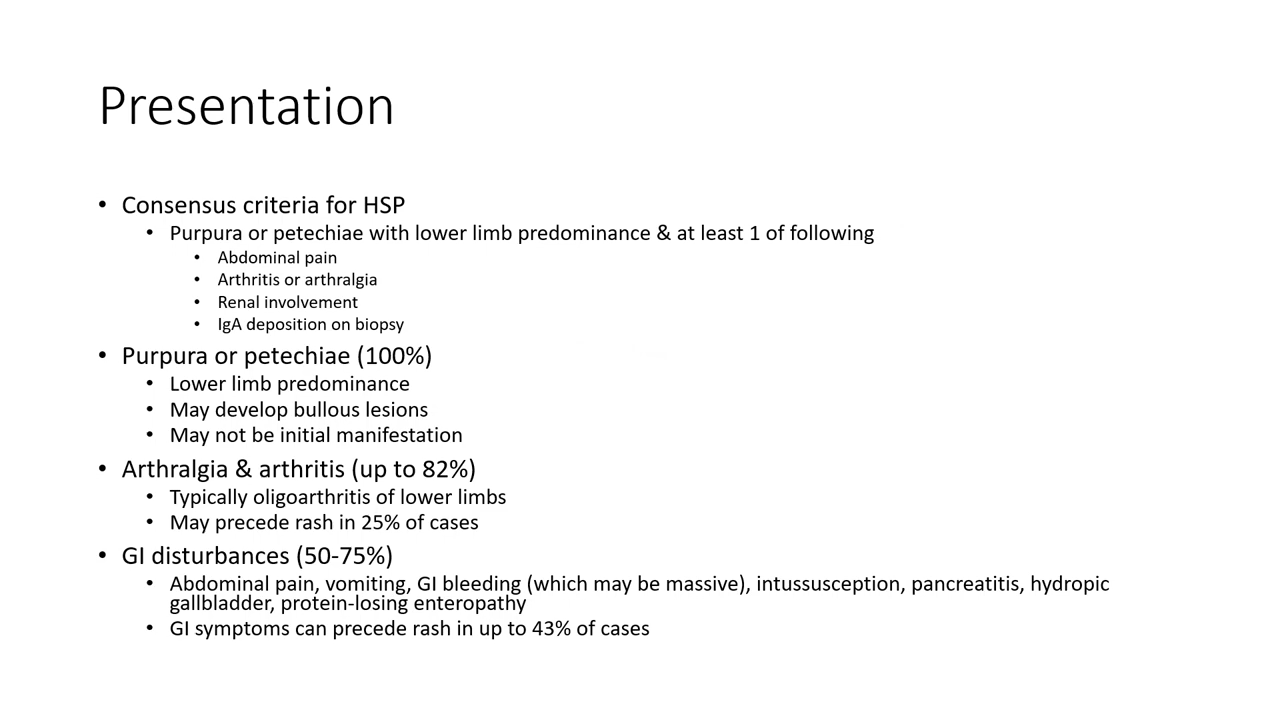 Presentation
• Consensus criteria for HSP
• Purpura or petechiae with lower limb predominance & at least 1 of following
• Abdominal pain
• Arthritis or arthralgia
• Renal involvement
• IgA deposition on biopsy
• Purpura or petechiae (100%)
• Lower limb predominance
• May develop bullous lesions
• May not be initial manifestation
• Arthralgia & arthritis (up to 82%)
• Typically oligoarthritis of lower limbs
• May precede rash in 25% of cases
• GI disturbances (50-75%)
• Abdominal pain, vomiting, GI bleeding (which may be massive), intussusception, pancreatitis, hydropic
gallbladder, protein-losing enteropathy
• GI symptoms can precede rash in up to 43% of cases